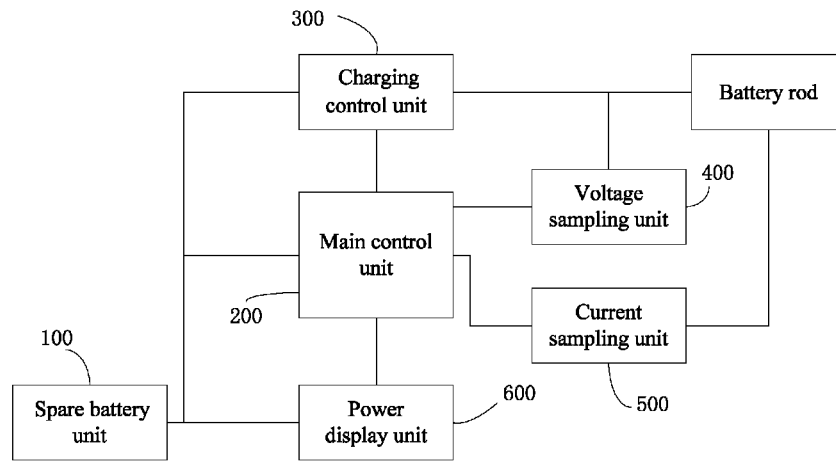 300
Charging
control unit
Battery rod
400
Voltage
sampling unit
Main control
unit
200
Current
sampling unit
500
100
Spare battery
unit
Power
display unit
600